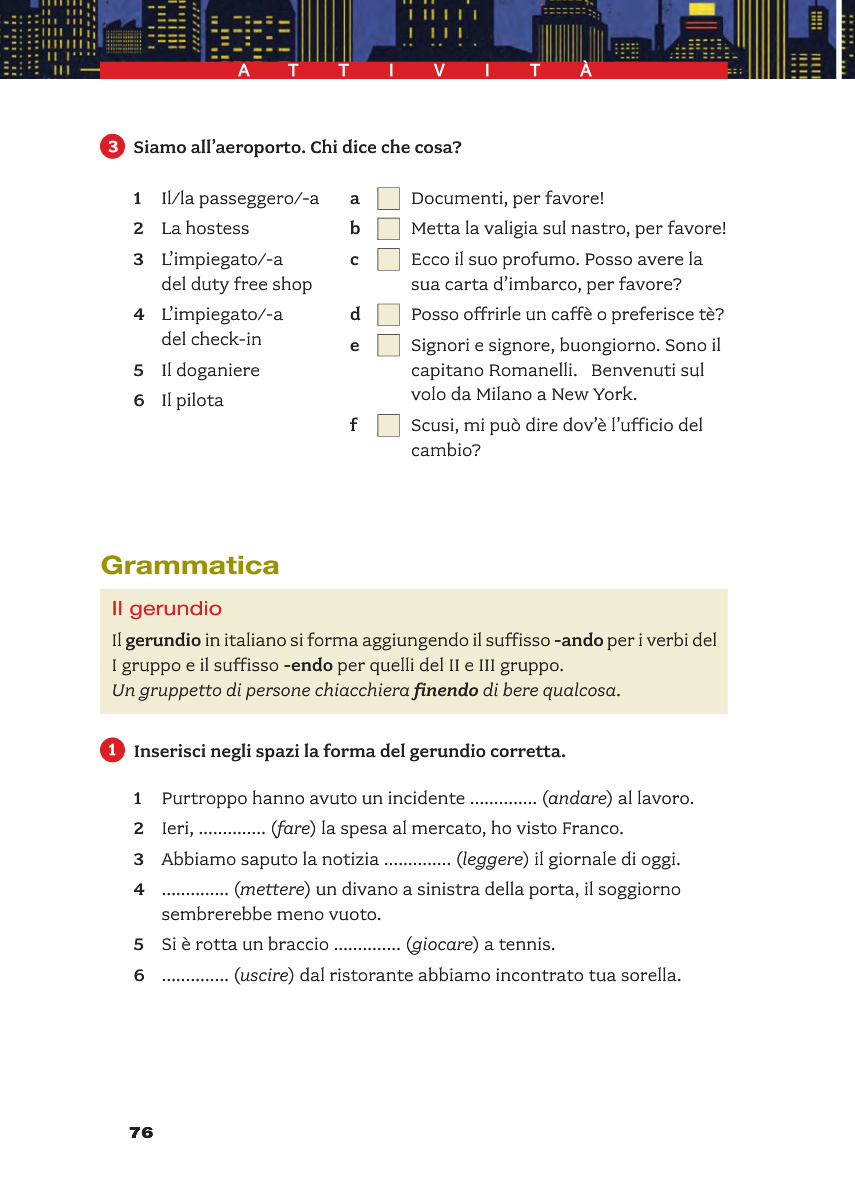 ATTIVITÀ
3 Siamo all'aeroporto. Chi dice che cosa?
1 Il/la passeggero/-a
2 La hostess
3 L'impiegato/-a
del duty free shop
4 L'impiegato/-a
del check-in
5 Il doganiere
6 Il pilota
a Documenti, per favore!
b Metta la valigia sul nastro, per favore!
c Ecco il suo profumo. Posso avere la
sua carta d'imbarco, per favore?
d Posso offrirle un caffè o preferisce tè?
e Signori e signore, buongiorno. Sono il
capitano Romanelli. Benvenuti sul
volo da Milano a New York.
f Scusi, mi può dire dov'è l'ufficio del
cambio?
Grammatica
Il gerundio
Il gerundio in italiano si forma aggiungendo il suffisso -ando per i verbi del
I gruppo e il suffisso -endo per quelli del II e III gruppo.
Un gruppetto di persone chiacchiera finendo di bere qualcosa.
1 Inserisci negli spazi la forma del gerundio corretta.
1 Purtroppo hanno avuto un incidente .............. (andare) al lavoro.
2 Ieri, .............. (fare) la spesa al mercato, ho visto Franco.
3 Abbiamo saputo la notizia .............. (leggere) il giornale di oggi.
4 .............. (mettere) un divano a sinistra della porta, il soggiorno
sembrerebbe meno vuoto.
5 Si è rotta un braccio .............. (giocare) a tennis.
6 .............. (uscire) dal ristorante abbiamo incontrato tua sorella.
76